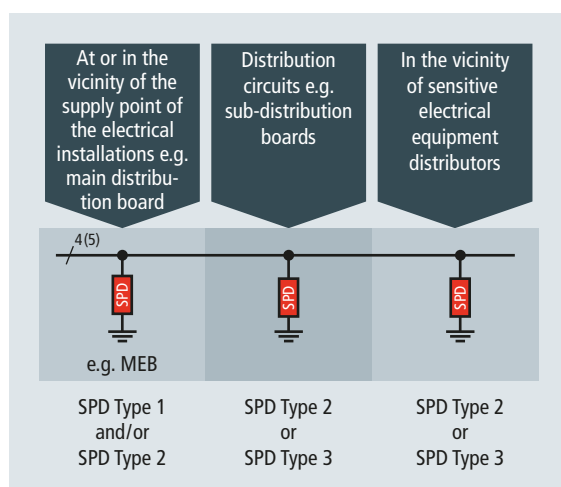 At or in the
vicinity of the
supply point of
the electrical
installations e.g.
main distribu-
tion board
Distribution
circuits e.g.
sub-distribution
boards
In the vicinity
of sensitive
electrical
equipment
distributors
4(5)
SPD
SPD
SPD
e.g. MEB
SPD Type 1
and/or
SPD Type 2
SPD Type 2
or
SPD Type 3
SPD Type 2
or
SPD Type 3